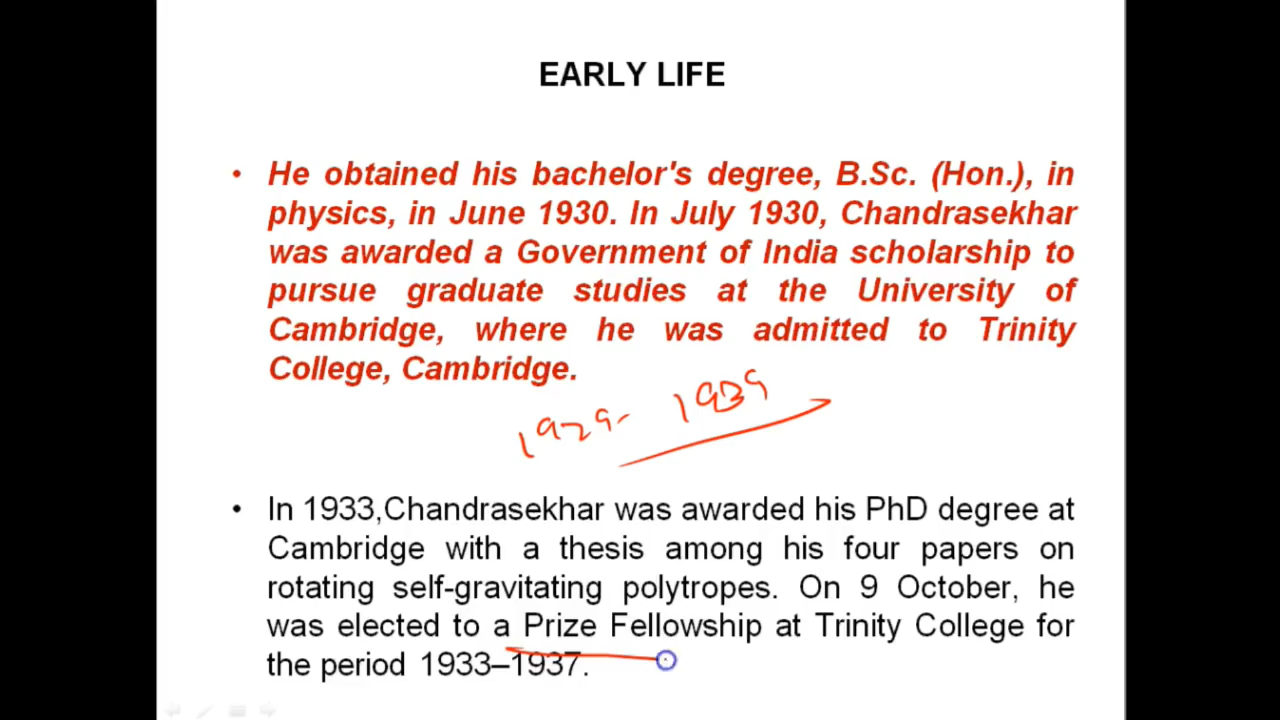 EARLY LIFE
• He obtained his bachelor's degree, B.Sc. (Hon.), in
physics, in June 1930. In July 1930, Chandrasekhar
was awarded a Government of India scholarship to
pursue graduate studies at the University of
Cambridge, where he was admitted to Trinity
College, Cambridge.
1929- 1939
• In 1933,Chandrasekhar was awarded his PhD degree at
Cambridge with a thesis among his four papers on
rotating self-gravitating polytropes. On 9 October, he
was elected to a Prize Fellowship at Trinity College for
the period 1933–1937.